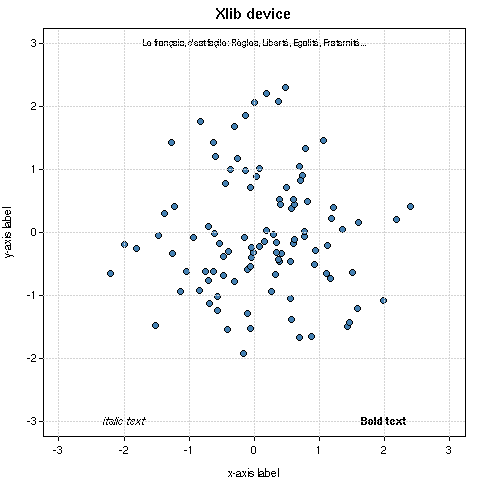 Xlib device
Le français, c'est façile: Règles, Liberté, Egalité, Fraternité...
3
2
1
0
-1
-2
-3
y-axis label
Italic text
Bold text
-3 -2 -1 0 1 2 3
x-axis label